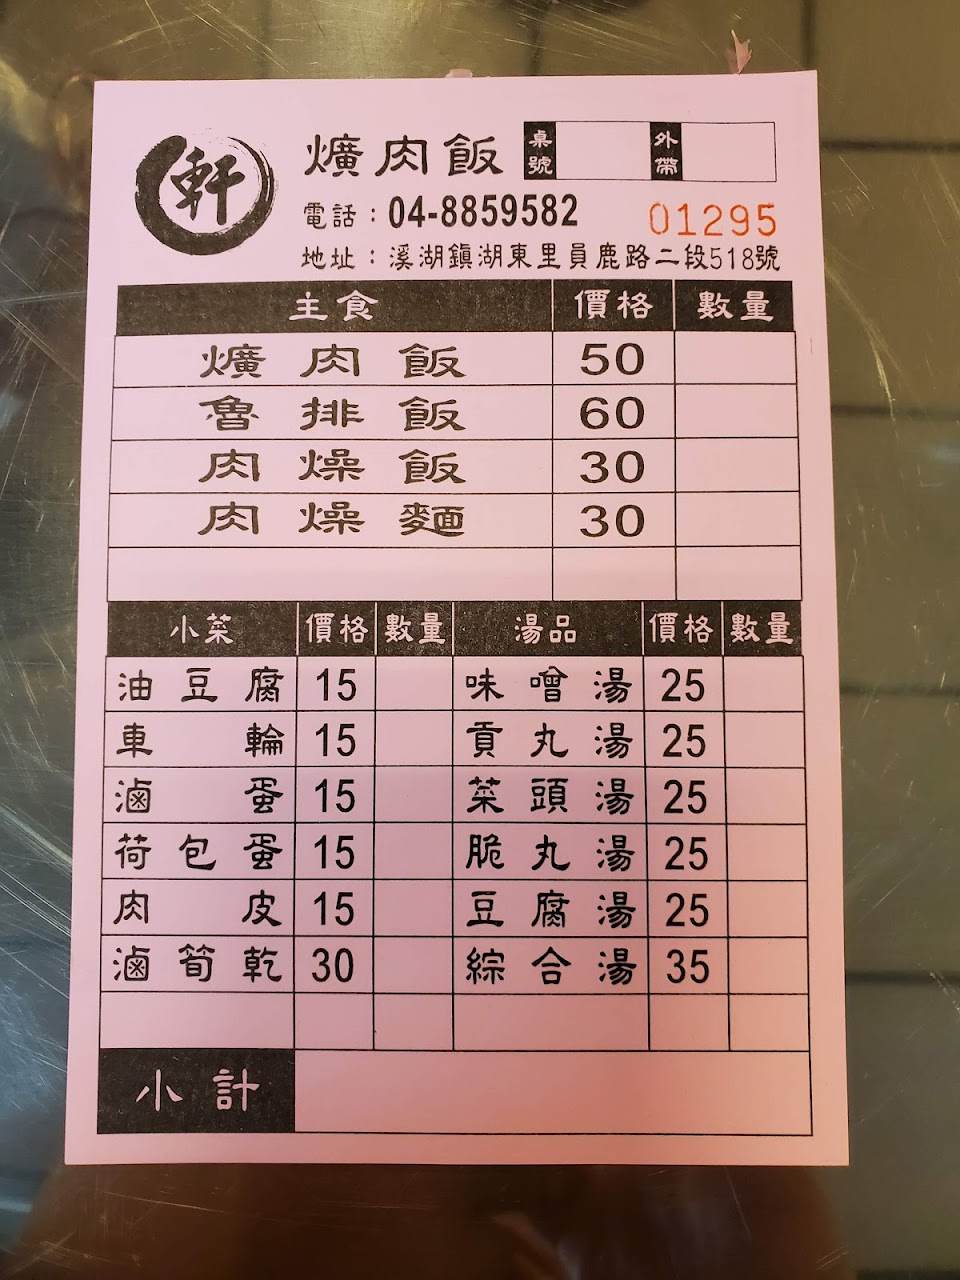 軒
爌肉飯 桌號 外帶
電話：04-8859582 01295
地址：溪湖鎮湖東里員鹿路二段518號
主食 價格 數量
爌肉飯 50
魯排飯 60
肉燥飯 30
肉燥麵 30
小菜 價格 數量 湯品 價格 數量
油豆腐 15 味噌湯 25
車輪 15 貢丸湯 25
滷蛋 15 菜頭湯 25
荷包蛋 15 脆丸湯 25
肉皮 15 豆腐湯 25
滷筍乾 30 綜合湯 35
小計